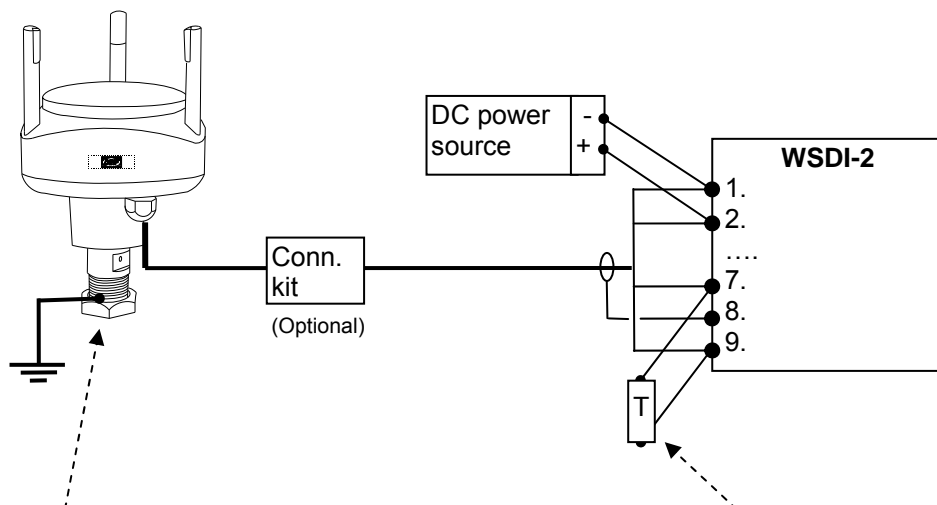 DC power
source
-
+
WSDI-2
1.
2.
....
7.
8.
9.
Conn.
kit
(Optional)
T